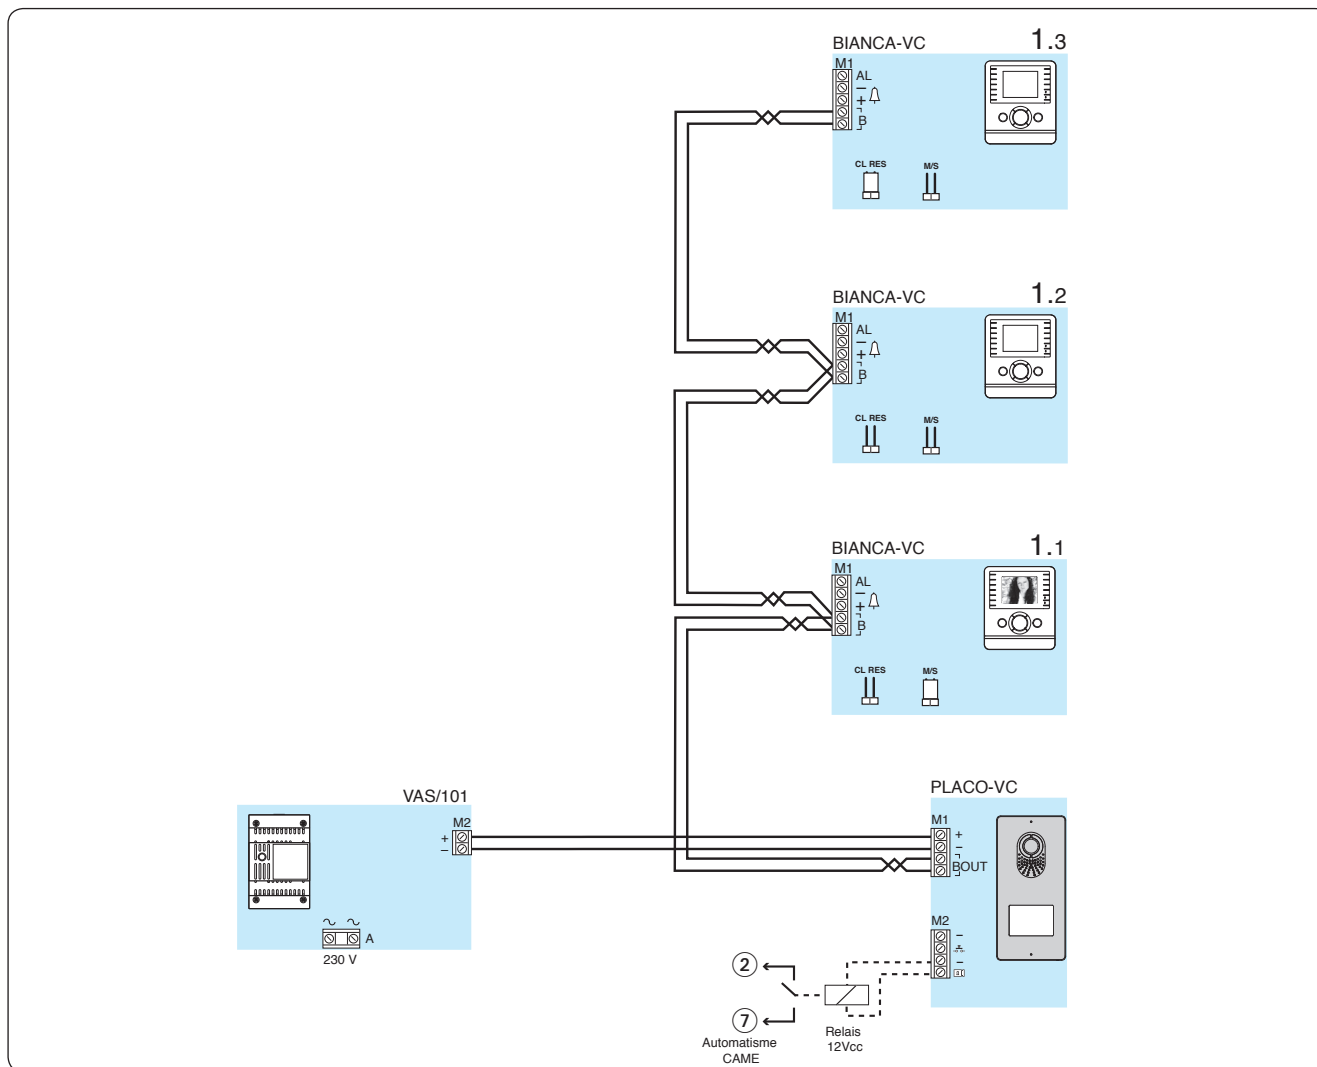 BIANCA-VC 1.3
M1
AL
−
+
B
CL RES M/S
BIANCA-VC 1.2
M1
AL
−
+
B
CL RES M/S
BIANCA-VC 1.1
M1
AL
−
+
B
CL RES M/S
VAS/101
M2
+
−
A
230 V
PLACO-VC
M1
+
−
BOUT
M2
−
−
2
7
Automatisme
CAME
Relais
12Vcc